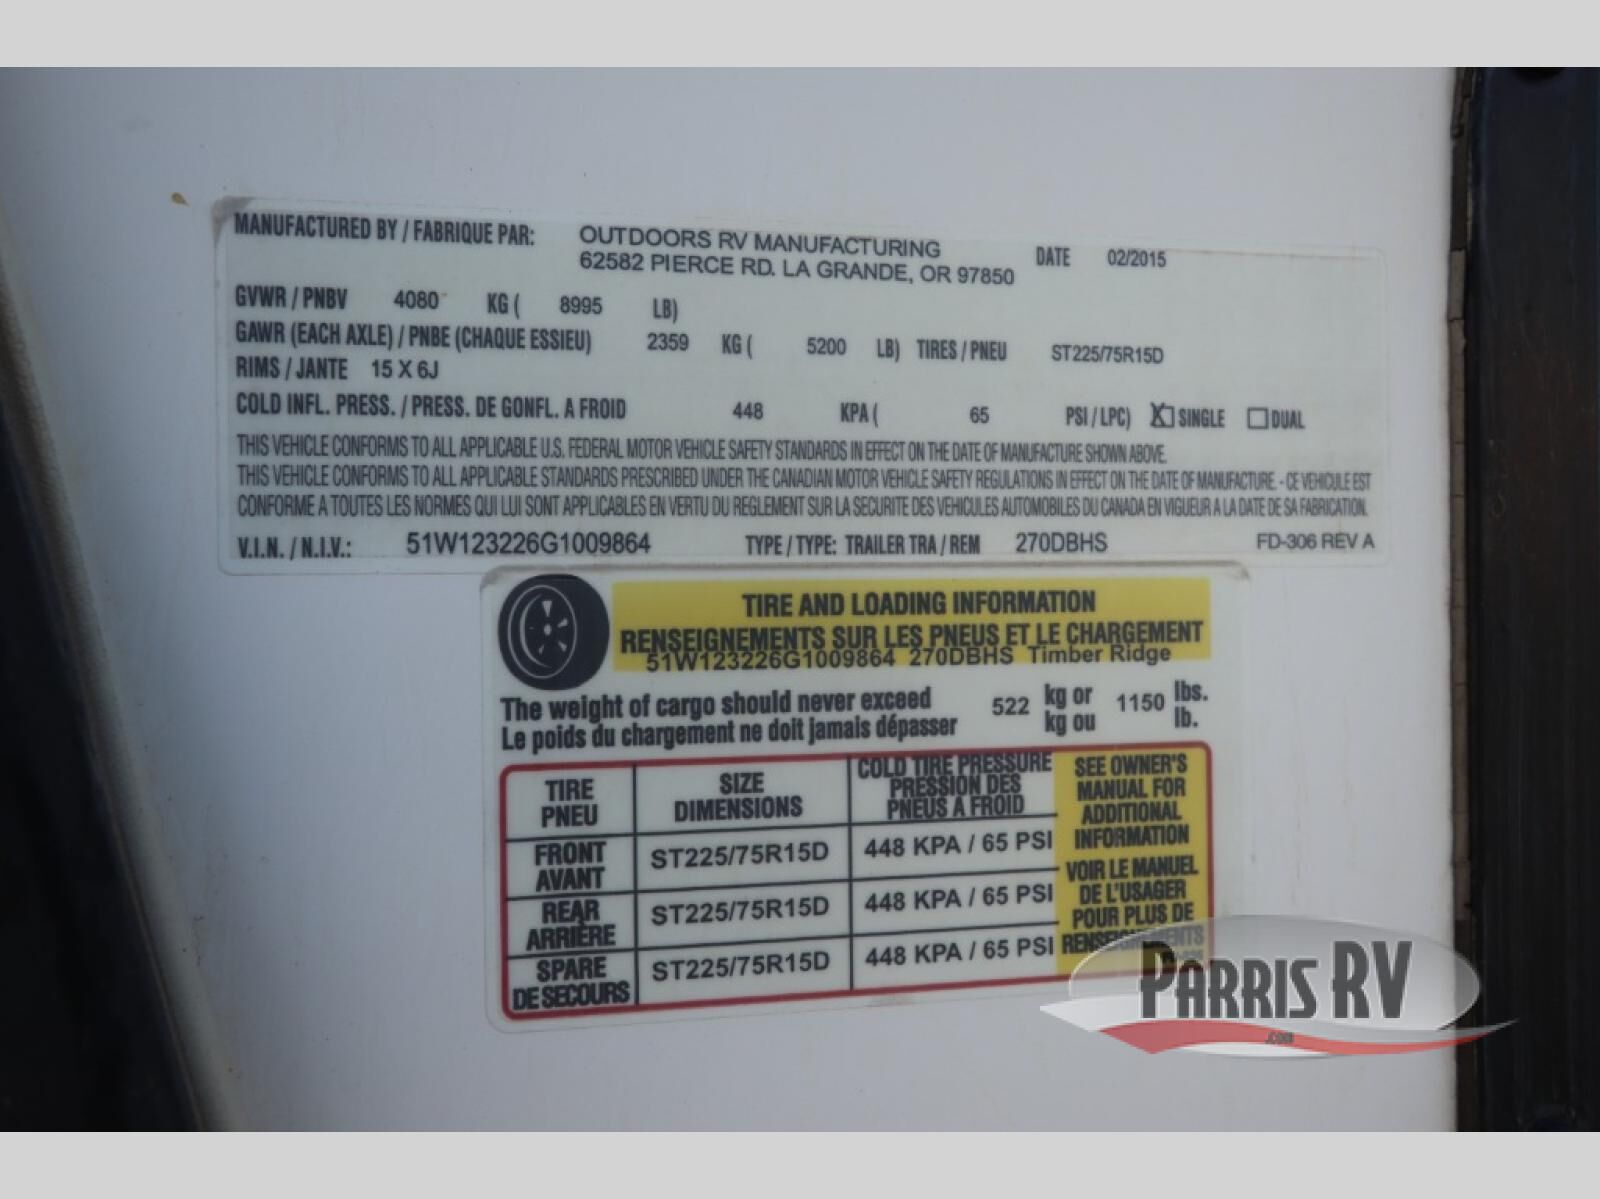 MANUFACTURED BY / FABRIQUE PAR: OUTDOORS RV MANUFACTURING DATE 02/2015
62582 PIERCE RD. LA GRANDE, OR 97850
GVWR / PNBV 4080 KG ( 8995 LB)
GAWR (EACH AXLE) / PNBE (CHAQUE ESSIEU) 2359 KG ( 5200 LB) TIRES / PNEU ST225/75R15D
RIMS / JANTE 15 X 6J
COLD INFL. PRESS. / PRESS. DE GONFL. A FROID 448 KPA ( 65 PSI / LPC) X SINGLE DUAL
THIS VEHICLE CONFORMS TO ALL APPLICABLE U.S. FEDERAL MOTOR VEHICLE SAFETY STANDARDS IN EFFECT ON THE DATE OF MANUFACTURE SHOWN ABOVE.
THIS VEHICLE CONFORMS TO ALL APPLICABLE STANDARDS PRESCRIBED UNDER THE CANADIAN MOTOR VEHICLE SAFETY REGULATIONS IN EFFECT ON THE DATE OF MANUFACTURE. - CE VEHICULE EST
CONFORME A TOUTES LES NORMES QUI LUI SONT APPLICABLES EN VERTU DU REGLEMENT SUR LA SECURITE DES VEHICULES AUTOMOBILES DU CANADA EN VIGUEUR A LA DATE DE SA FABRICATION.
V.I.N. / N.I.V.: 51W123226G1009864 TYPE / TYPE: TRAILER TRA / REM 270DBHS FD-306 REV A
TIRE AND LOADING INFORMATION
RENSEIGNEMENTS SUR LES PNEUS ET LE CHARGEMENT
51W123226G1009864 270DBHS Timber Ridge
The weight of cargo should never exceed 522 kg or 1150 lbs.
Le poids du chargement ne doit jamais dépasser kg ou lb.
TIRE
PNEU
SIZE
DIMENSIONS
COLD TIRE PRESSURE
PRESSION DES
PNEUS A FROID
FRONT
AVANT
ST225/75R15D 448 KPA / 65 PSI
REAR
ARRIÈRE
ST225/75R15D 448 KPA / 65 PSI
SPARE
DE SECOURS
ST225/75R15D 448 KPA / 65 PSI
SEE OWNER'S
MANUAL FOR
ADDITIONAL
INFORMATION
VOIR LE MANUEL
DE L'USAGER
POUR PLUS DE
RENSEIGNEMENTS
PARRIS RV
.COM